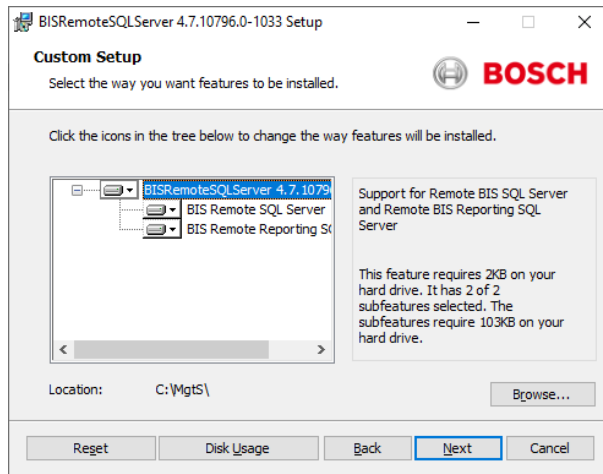 BISRemoteSQLServer 4.7.10796.0-1033 Setup
Custom Setup
Select the way you want features to be installed.
BOSCH
Click the icons in the tree below to change the way features will be installed.
BISRemoteSQLServer 4.7.1079
BIS Remote SQL Server
BIS Remote Reporting SQ
Support for Remote BIS SQL Server
and Remote BIS Reporting SQL
Server
This feature requires 2KB on your
hard drive. It has 2 of 2
subfeatures selected. The
subfeatures require 103KB on your
hard drive.
Location: C:\MgtS\
Browse...
Reset Disk Usage Back Next Cancel